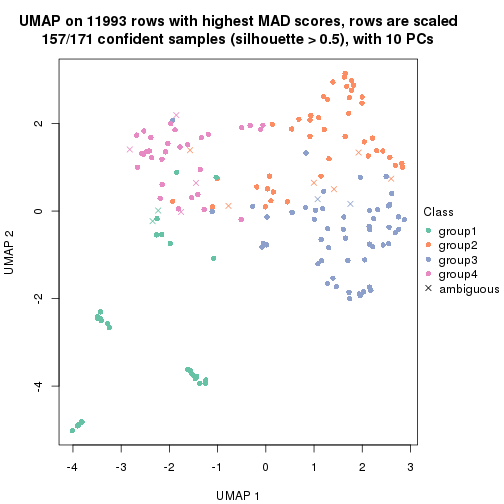 UMAP on 11993 rows with highest MAD scores, rows are scaled
157/171 confident samples (silhouette > 0.5), with 10 PCs
UMAP 2
2
0
-2
-4
-4
-3
-2
-1
0
1
2
3
UMAP 1
Class
group1
group2
group3
group4
ambiguous